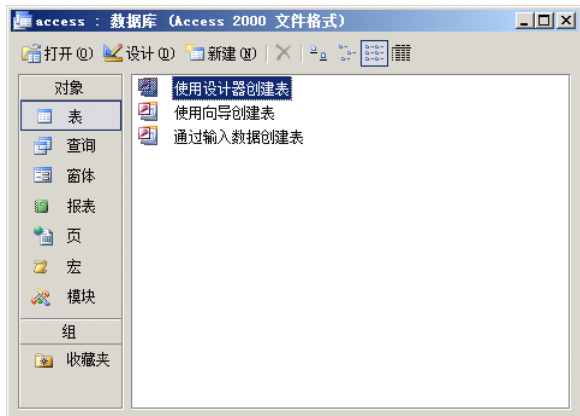 access : 数据库 (Access 2000 文件格式)
打开(O) 设计(D) 新建(N)
对象
表
查询
窗体
报表
页
宏
模块
组
收藏夹
使用设计器创建表
使用向导创建表
通过输入数据创建表